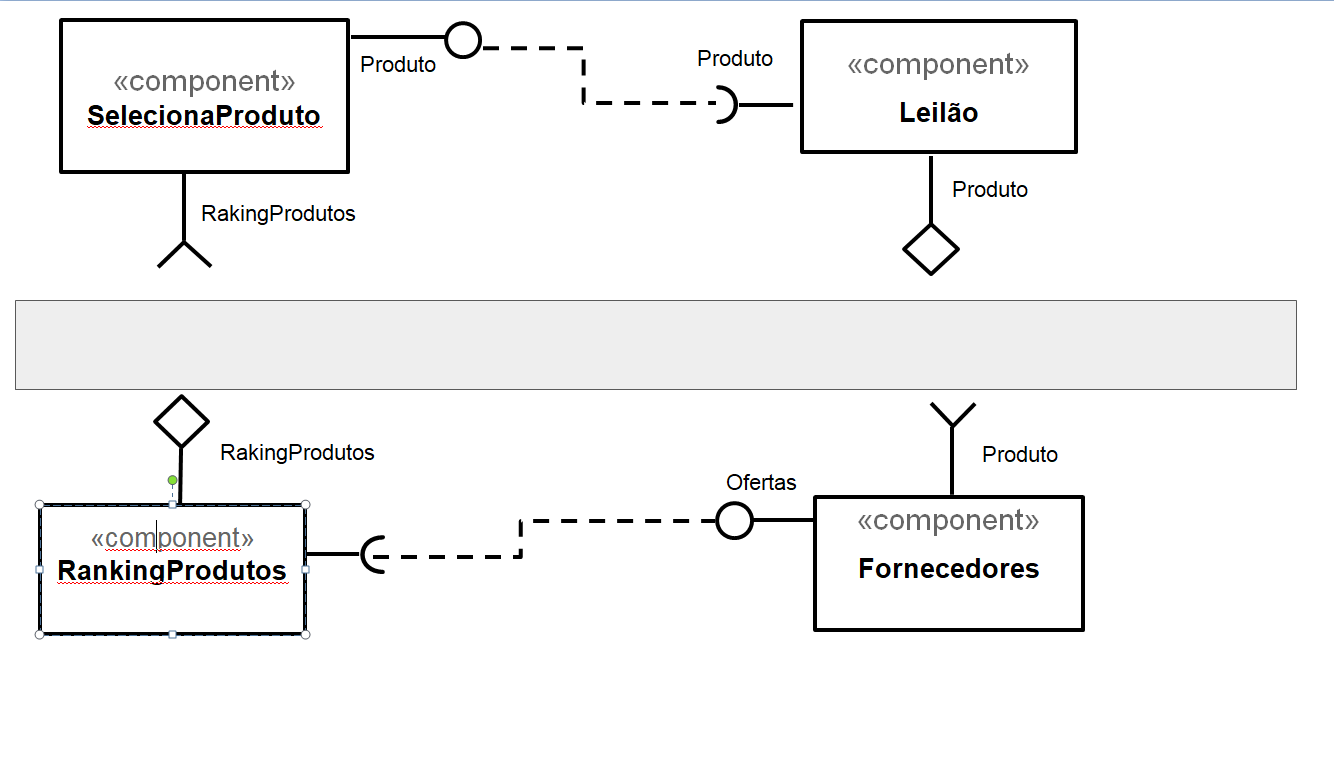 «component»
SelecionaProduto
Produto
Produto
«component»
Leilão
RakingProdutos
Produto
RakingProdutos
Produto
Ofertas
«component»
RankingProdutos
«component»
Fornecedores